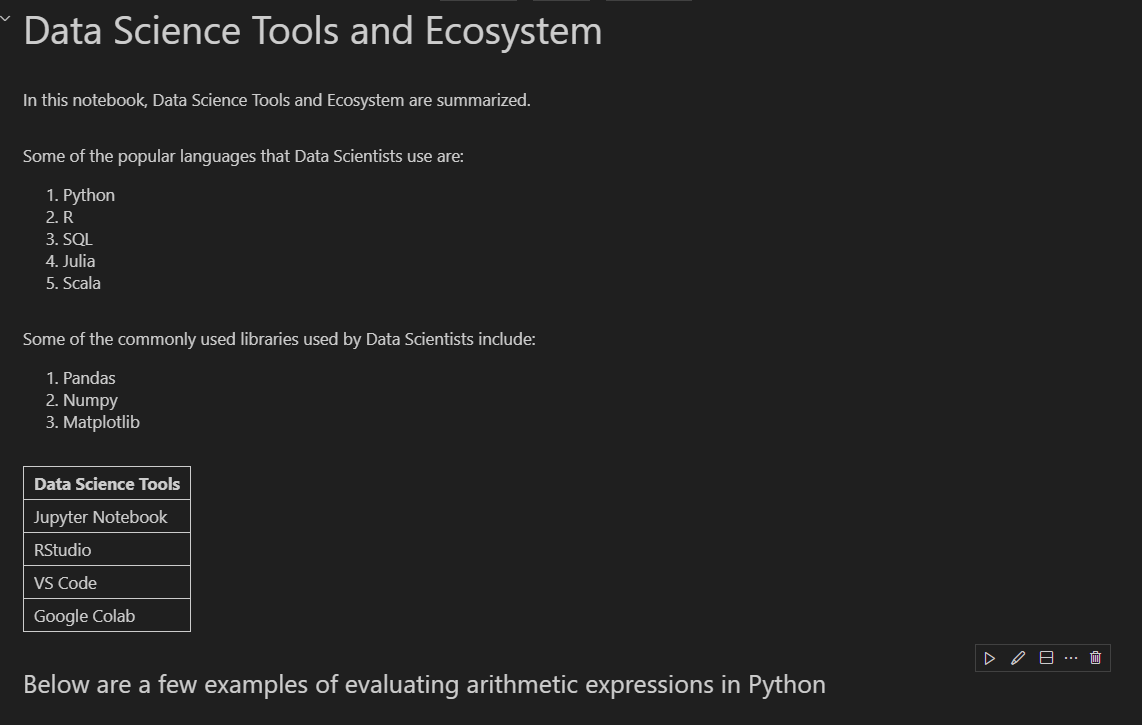 Data Science Tools and Ecosystem
In this notebook, Data Science Tools and Ecosystem are summarized.
Some of the popular languages that Data Scientists use are:
1. Python
2. R
3. SQL
4. Julia
5. Scala
Some of the commonly used libraries used by Data Scientists include:
1. Pandas
2. Numpy
3. Matplotlib
Data Science Tools
Jupyter Notebook
RStudio
VS Code
Google Colab
Below are a few examples of evaluating arithmetic expressions in Python